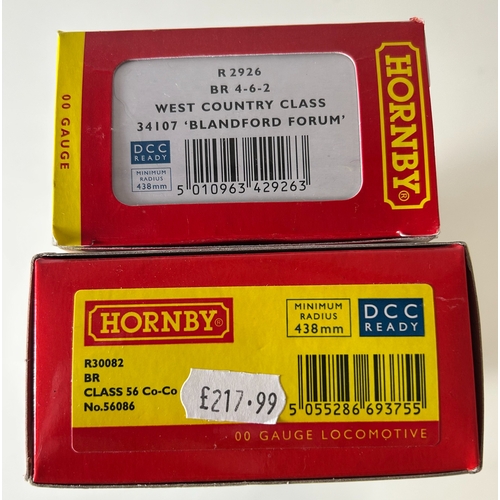 00 GAUGE
R 2926
BR 4-6-2
WEST COUNTRY CLASS
34107 'BLANDFORD FORUM'
DCC
READY
MINIMUM
RADIUS
438mm
5 010963 429263
HORNBY®
HORNBY®
MINIMUM
RADIUS
438mm
DCC
READY
R30082
BR
CLASS 56 Co-Co
No.56086
£217.99
5 055286 693755
00 GAUGE LOCOMOTIVE